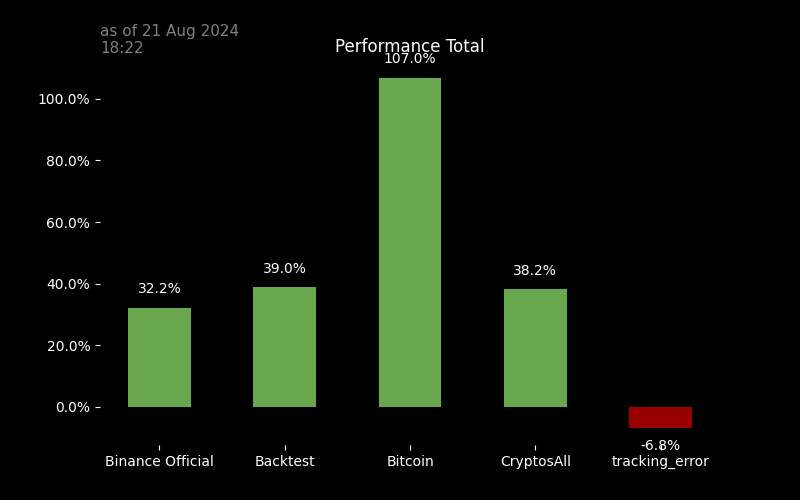 as of 21 Aug 2024
18:22
Performance Total
107.0%
100.0%
80.0%
60.0%
40.0%
20.0%
0.0%
32.2%
39.0%
38.2%
-6.8%
Binance Official
Backtest
Bitcoin
CryptosAll
tracking_error